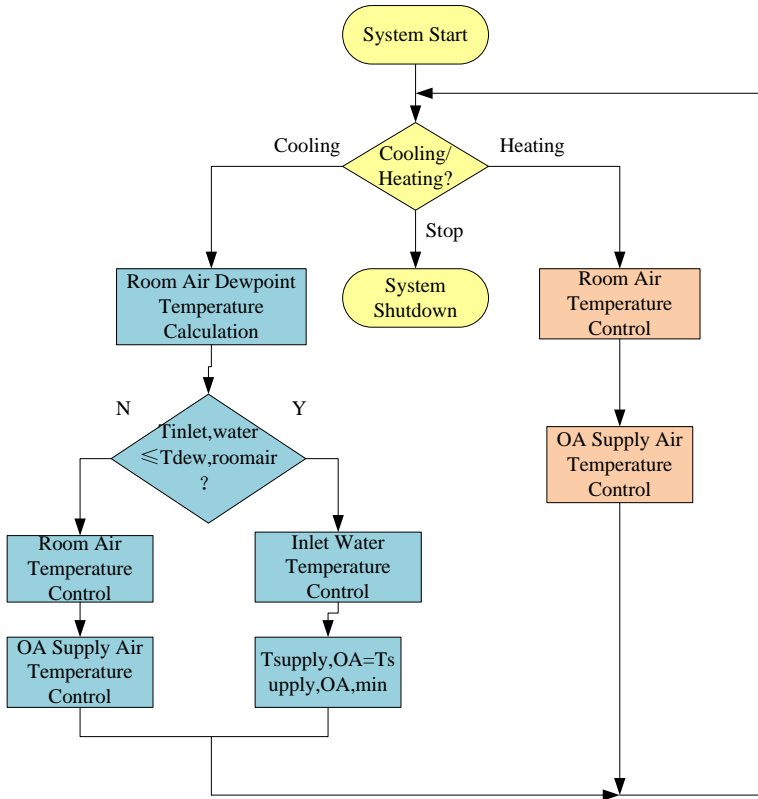 System Start
Cooling
Cooling/
Heating?
Heating
Stop
Room Air Dewpoint
Temperature
Calculation
System
Shutdown
Room Air
Temperature
Control
N
Y
Tinlet,water
≤Tdew,roomair
?
OA Supply Air
Temperature
Control
Room Air
Temperature
Control
Inlet Water
Temperature
Control
OA Supply Air
Temperature
Control
Tsupply,OA=Ts
upply,OA,min